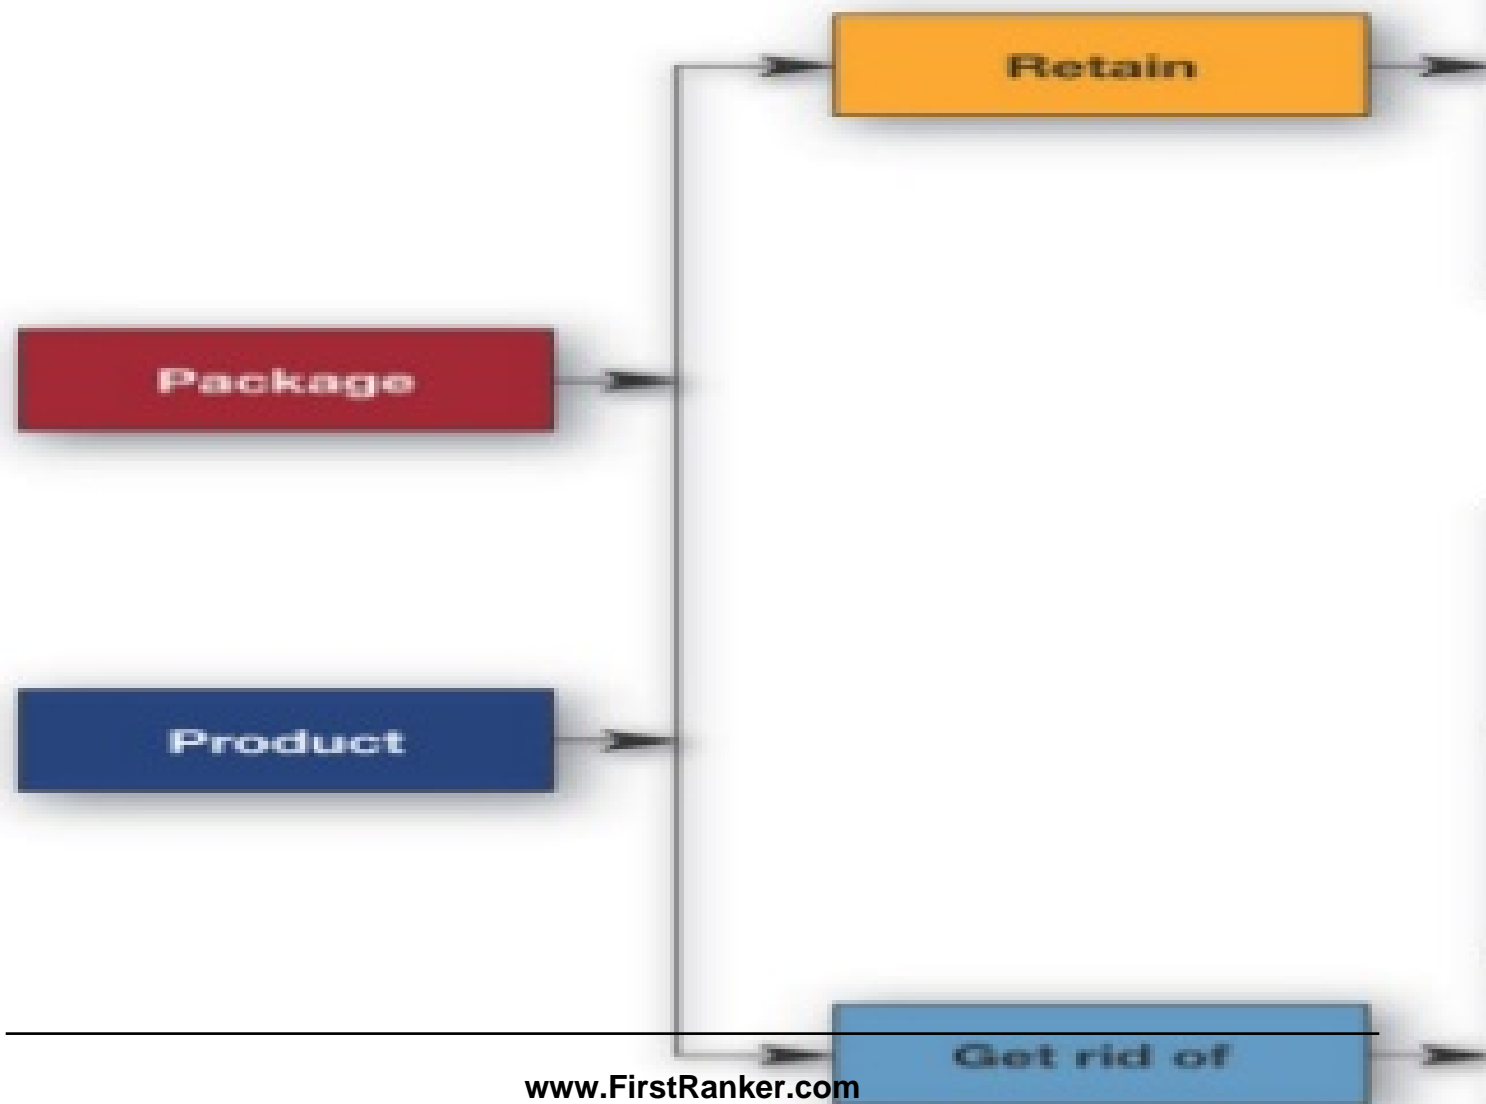 Retain
Package
Product
Get rid of
www.FirstRanker.com